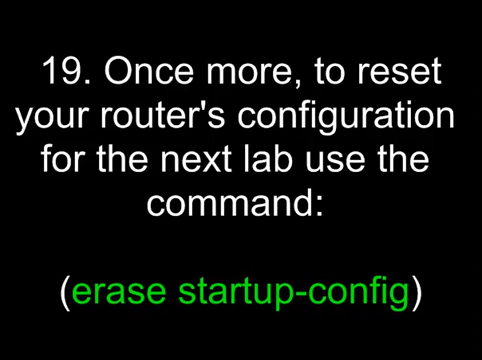 19. Once more, to reset
your router's configuration
for the next lab use the
command:
(erase startup-config)